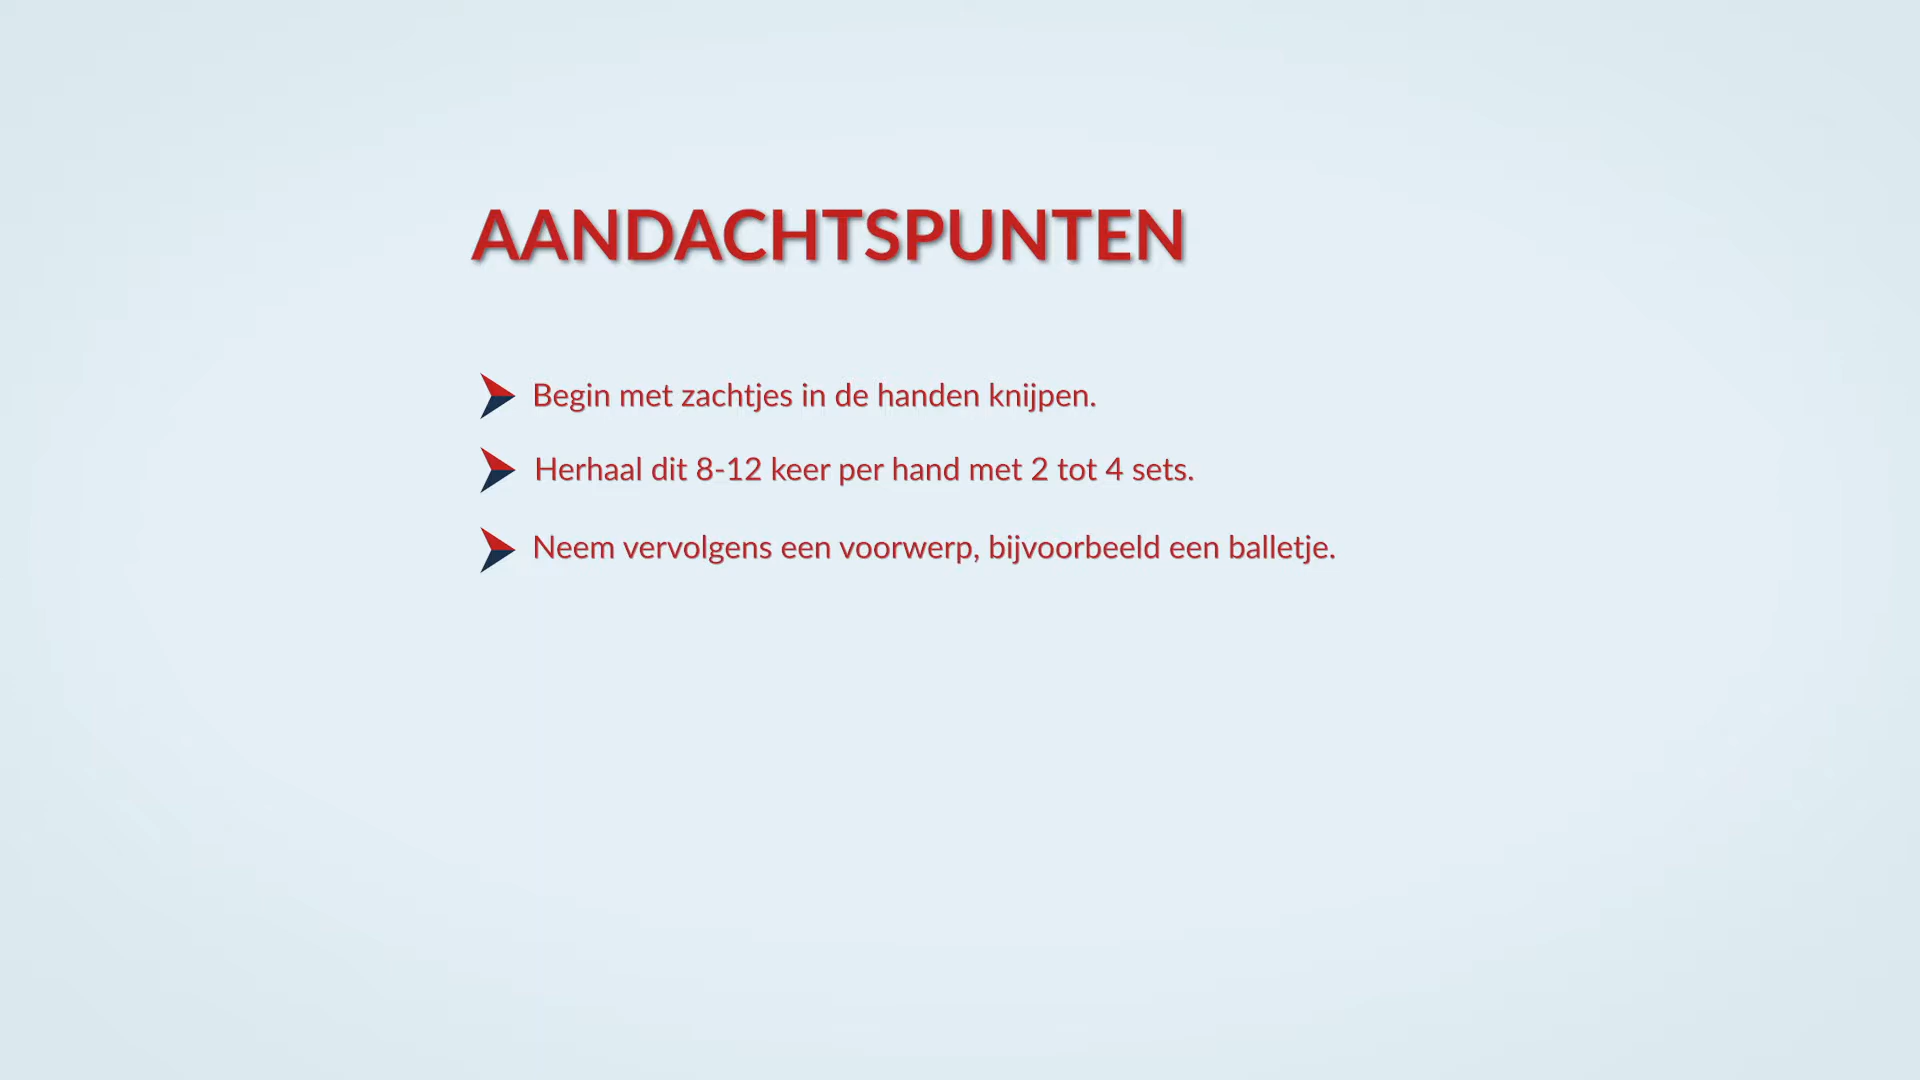 AANDACHTSPUNTEN
Begin met zachtjes in de handen knijpen.
Herhaal dit 8-12 keer per hand met 2 tot 4 sets.
Neem vervolgens een voorwerp, bijvoorbeeld een balletje.